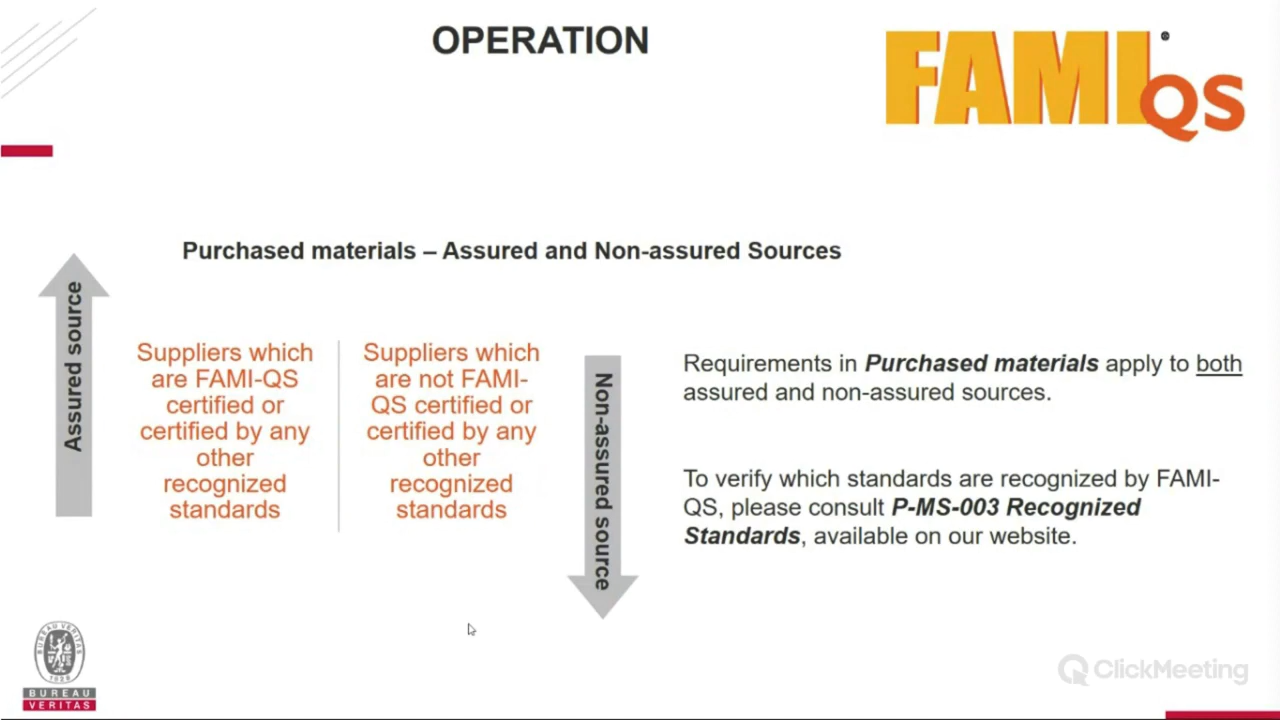 OPERATION
FAMI QS
®
Purchased materials – Assured and Non-assured Sources
Assured source
Suppliers which
are FAMI-QS
certified or
certified by any
other
recognized
standards
Suppliers which
are not FAMI-
QS certified or
certified by any
other
recognized
standards
Non-assured source
Requirements in Purchased materials apply to both
assured and non-assured sources.
To verify which standards are recognized by FAMI-
QS, please consult P-MS-003 Recognized
Standards, available on our website.
BUREAU VERITAS
1828
BUREAU
VERITAS
ClickMeeting